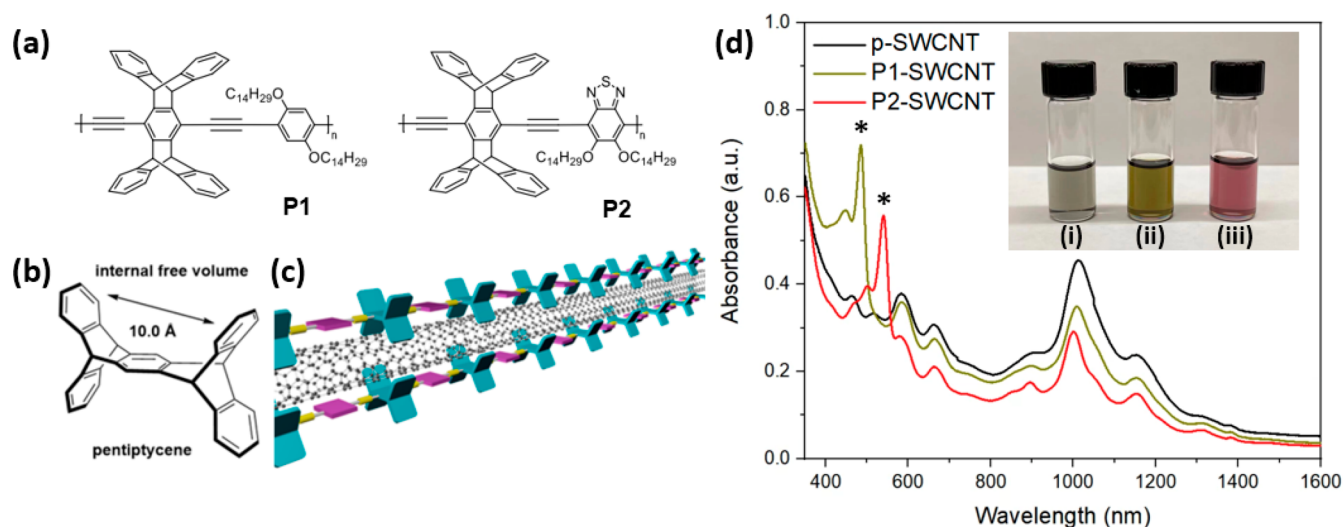 (a)
C14H29O
OC14H29
n
P1
S
N N
C14H29O OC14H29
n
P2
(b)
internal free volume
10.0 Å
pentiptycene
(c)
(d)
p-SWCNT
P1-SWCNT
P2-SWCNT
*
*
(i) (ii) (iii)
Absorbance (a.u.)
1.0
0.8
0.6
0.4
0.2
0.0
400 600 800 1000 1200 1400 1600
Wavelength (nm)